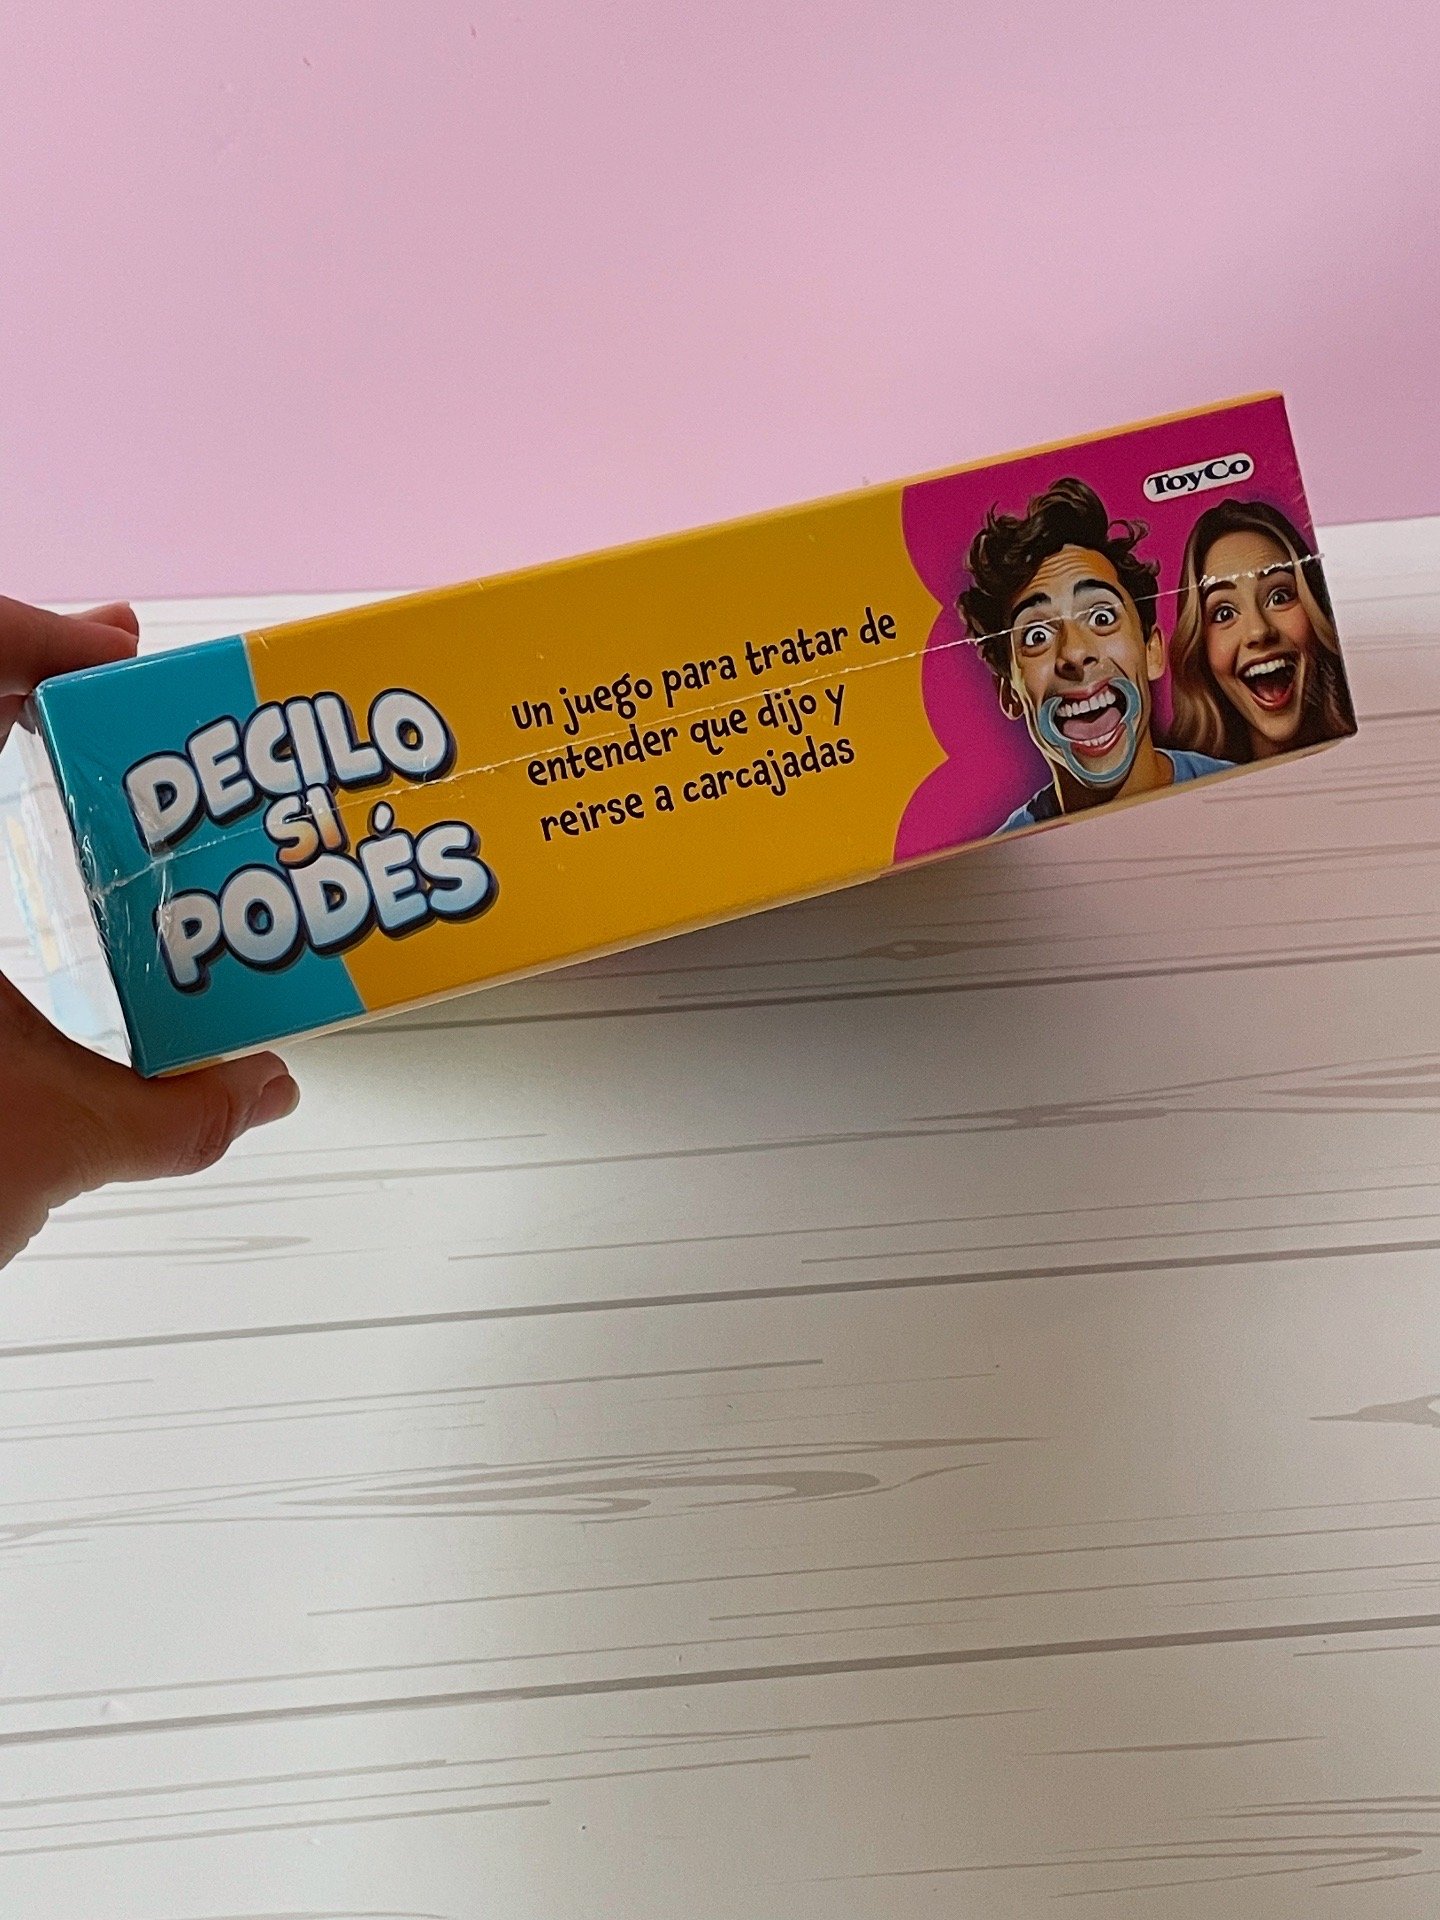 DECILO
SI
PODÉS
Un juego para tratar de
entender que dijo y
reirse a carcajadas
ToyCo